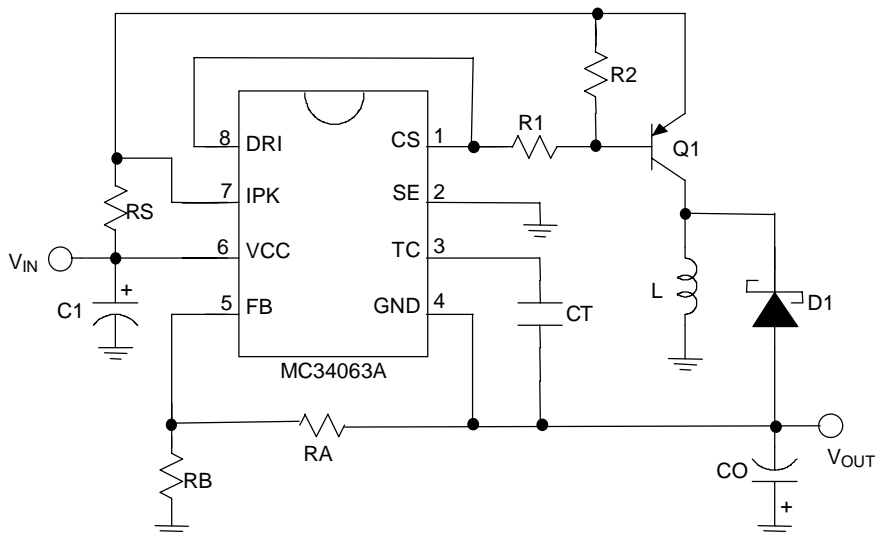 R2
R1
Q1
8 DRI CS 1
7 IPK SE 2
RS
VIN 6 VCC TC 3
+
C1 5 FB GND 4 CT L D1
MC34063A
RA
RB
VOUT
CO
+